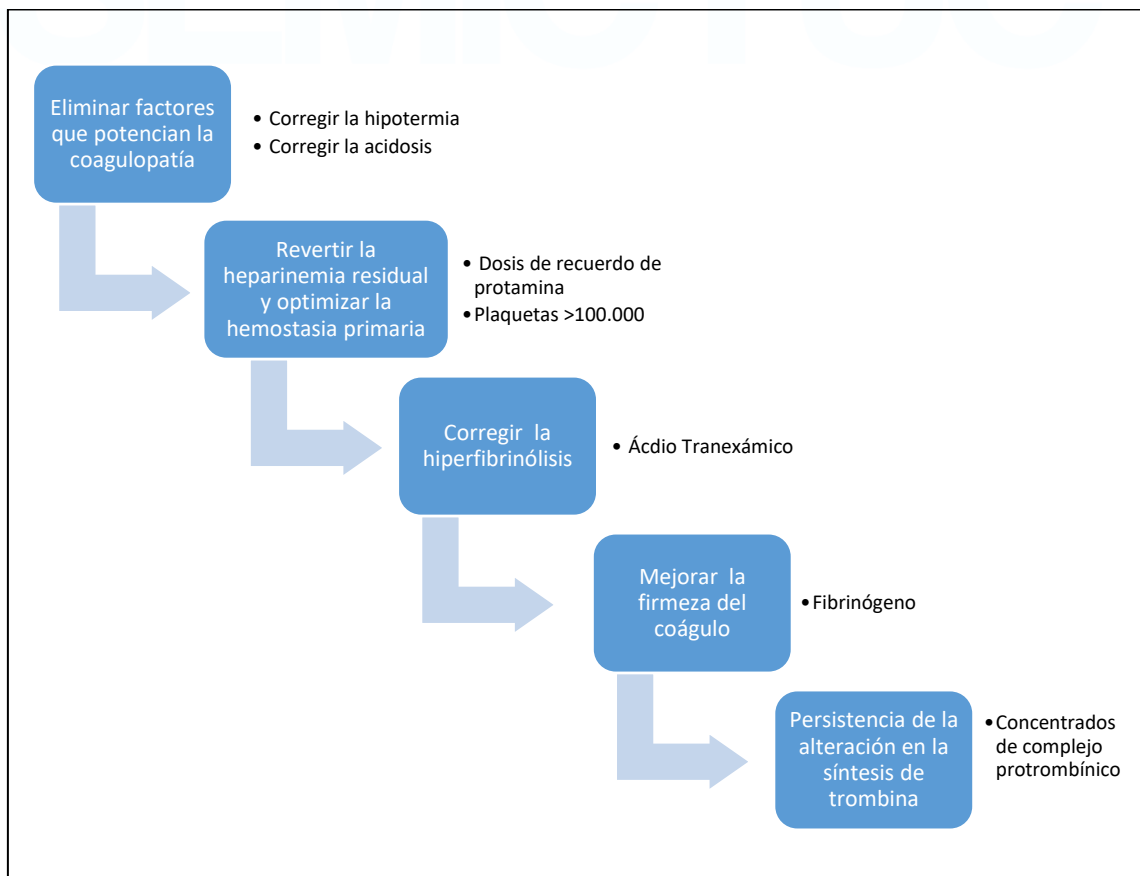 Eliminar factores
que potencian la
coagulopatía
• Corregir la hipotermia
• Corregir la acidosis
Revertir la
heparinemia residual
y optimizar la
hemostasia primaria
• Dosis de recuerdo de
protamina
•Plaquetas >100.000
Corregir la
hiperfibrinólisis
• Ácdio Tranexámico
Mejorar la
firmeza del
coágulo
•Fibrinógeno
Persistencia de la
alteración en la
síntesis de
trombina
•Concentrados
de complejo
protrombínico